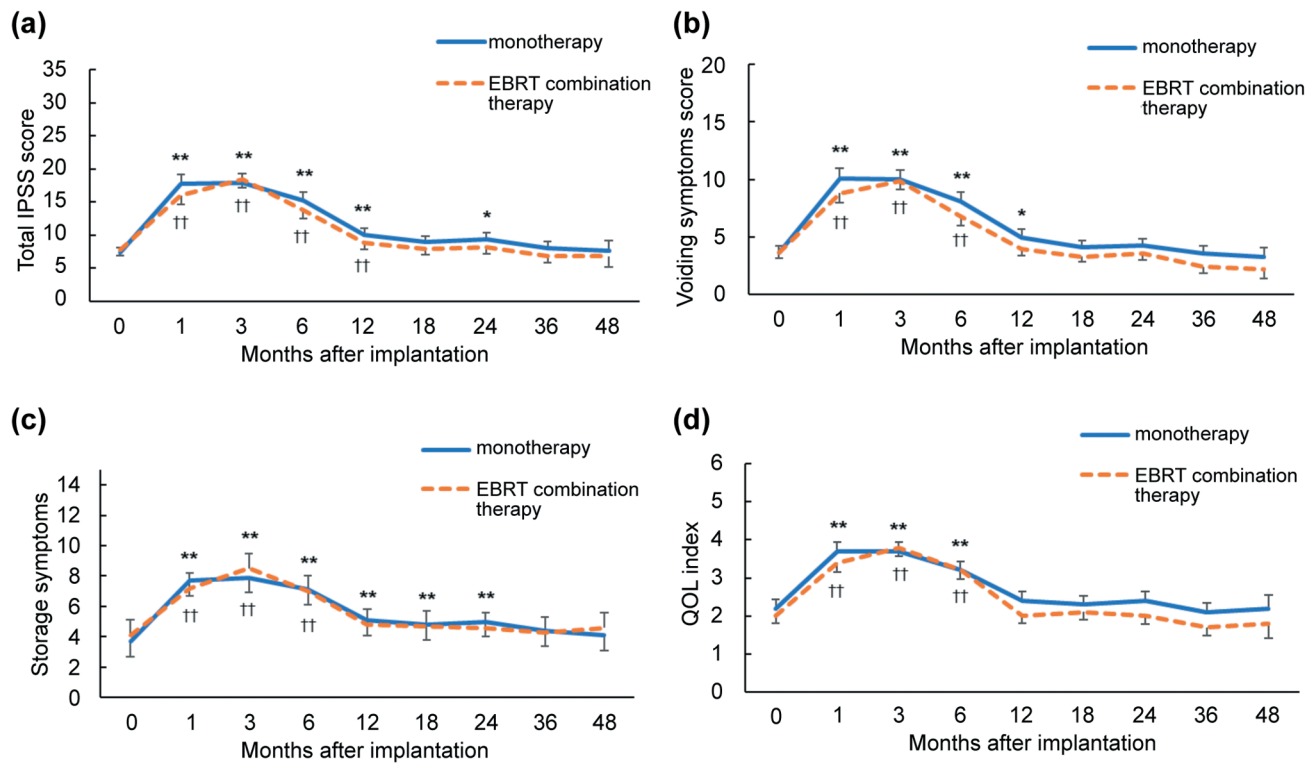 (a)
monotherapy
EBRT combination
therapy
Total IPSS score
35
30
25
20
15
10
5
0
** ** ** ** *
†† †† †† ††
0 1 3 6 12 18 24 36 48
Months after implantation
(b)
monotherapy
EBRT combination
therapy
Voiding symptoms score
20
15
10
5
0
** ** ** *
†† †† ††
0 1 3 6 12 18 24 36 48
Months after implantation
(c)
monotherapy
EBRT combination
therapy
Storage symptoms
14
12
10
8
6
4
2
0
** ** ** ** ** **
†† †† ††
0 1 3 6 12 18 24 36 48
Months after implantation
(d)
monotherapy
EBRT combination
therapy
QOL index
6
5
4
3
2
1
0
** ** **
†† †† ††
0 1 3 6 12 18 24 36 48
Months after implantation